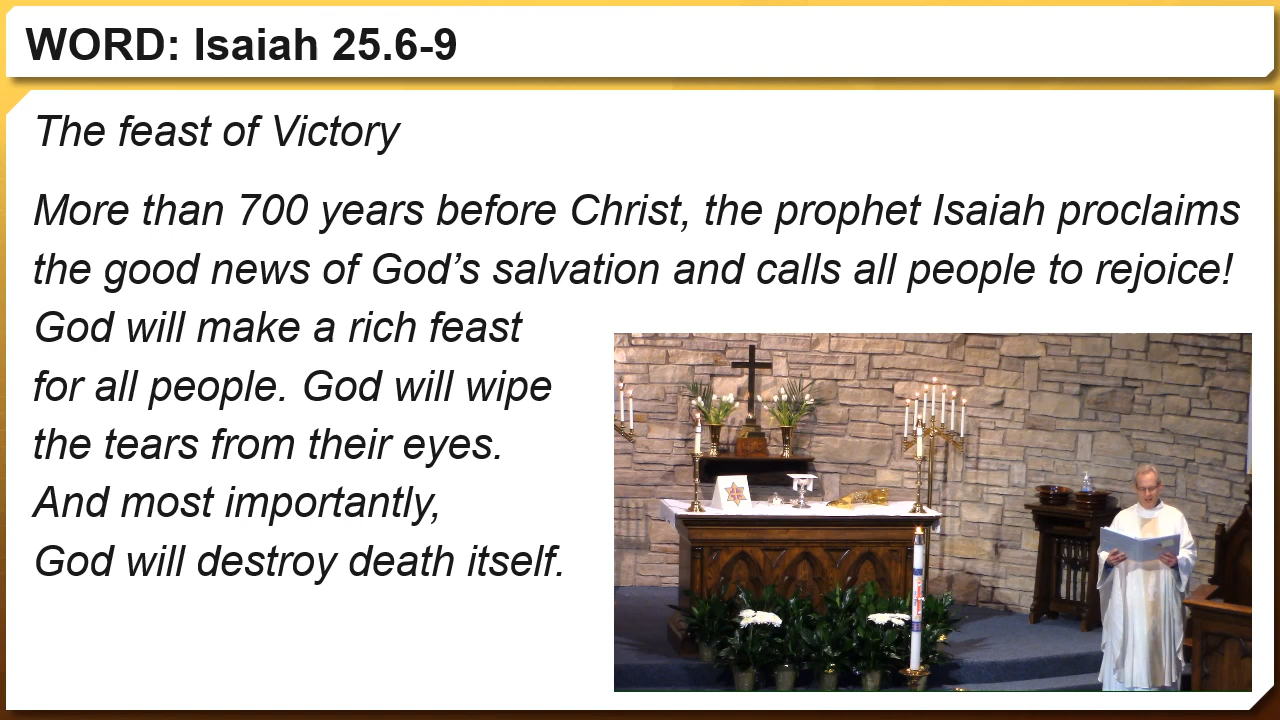 WORD: Isaiah 25.6-9
The feast of Victory
More than 700 years before Christ, the prophet Isaiah proclaims
the good news of God’s salvation and calls all people to rejoice!
God will make a rich feast
for all people. God will wipe
the tears from their eyes.
And most importantly,
God will destroy death itself.